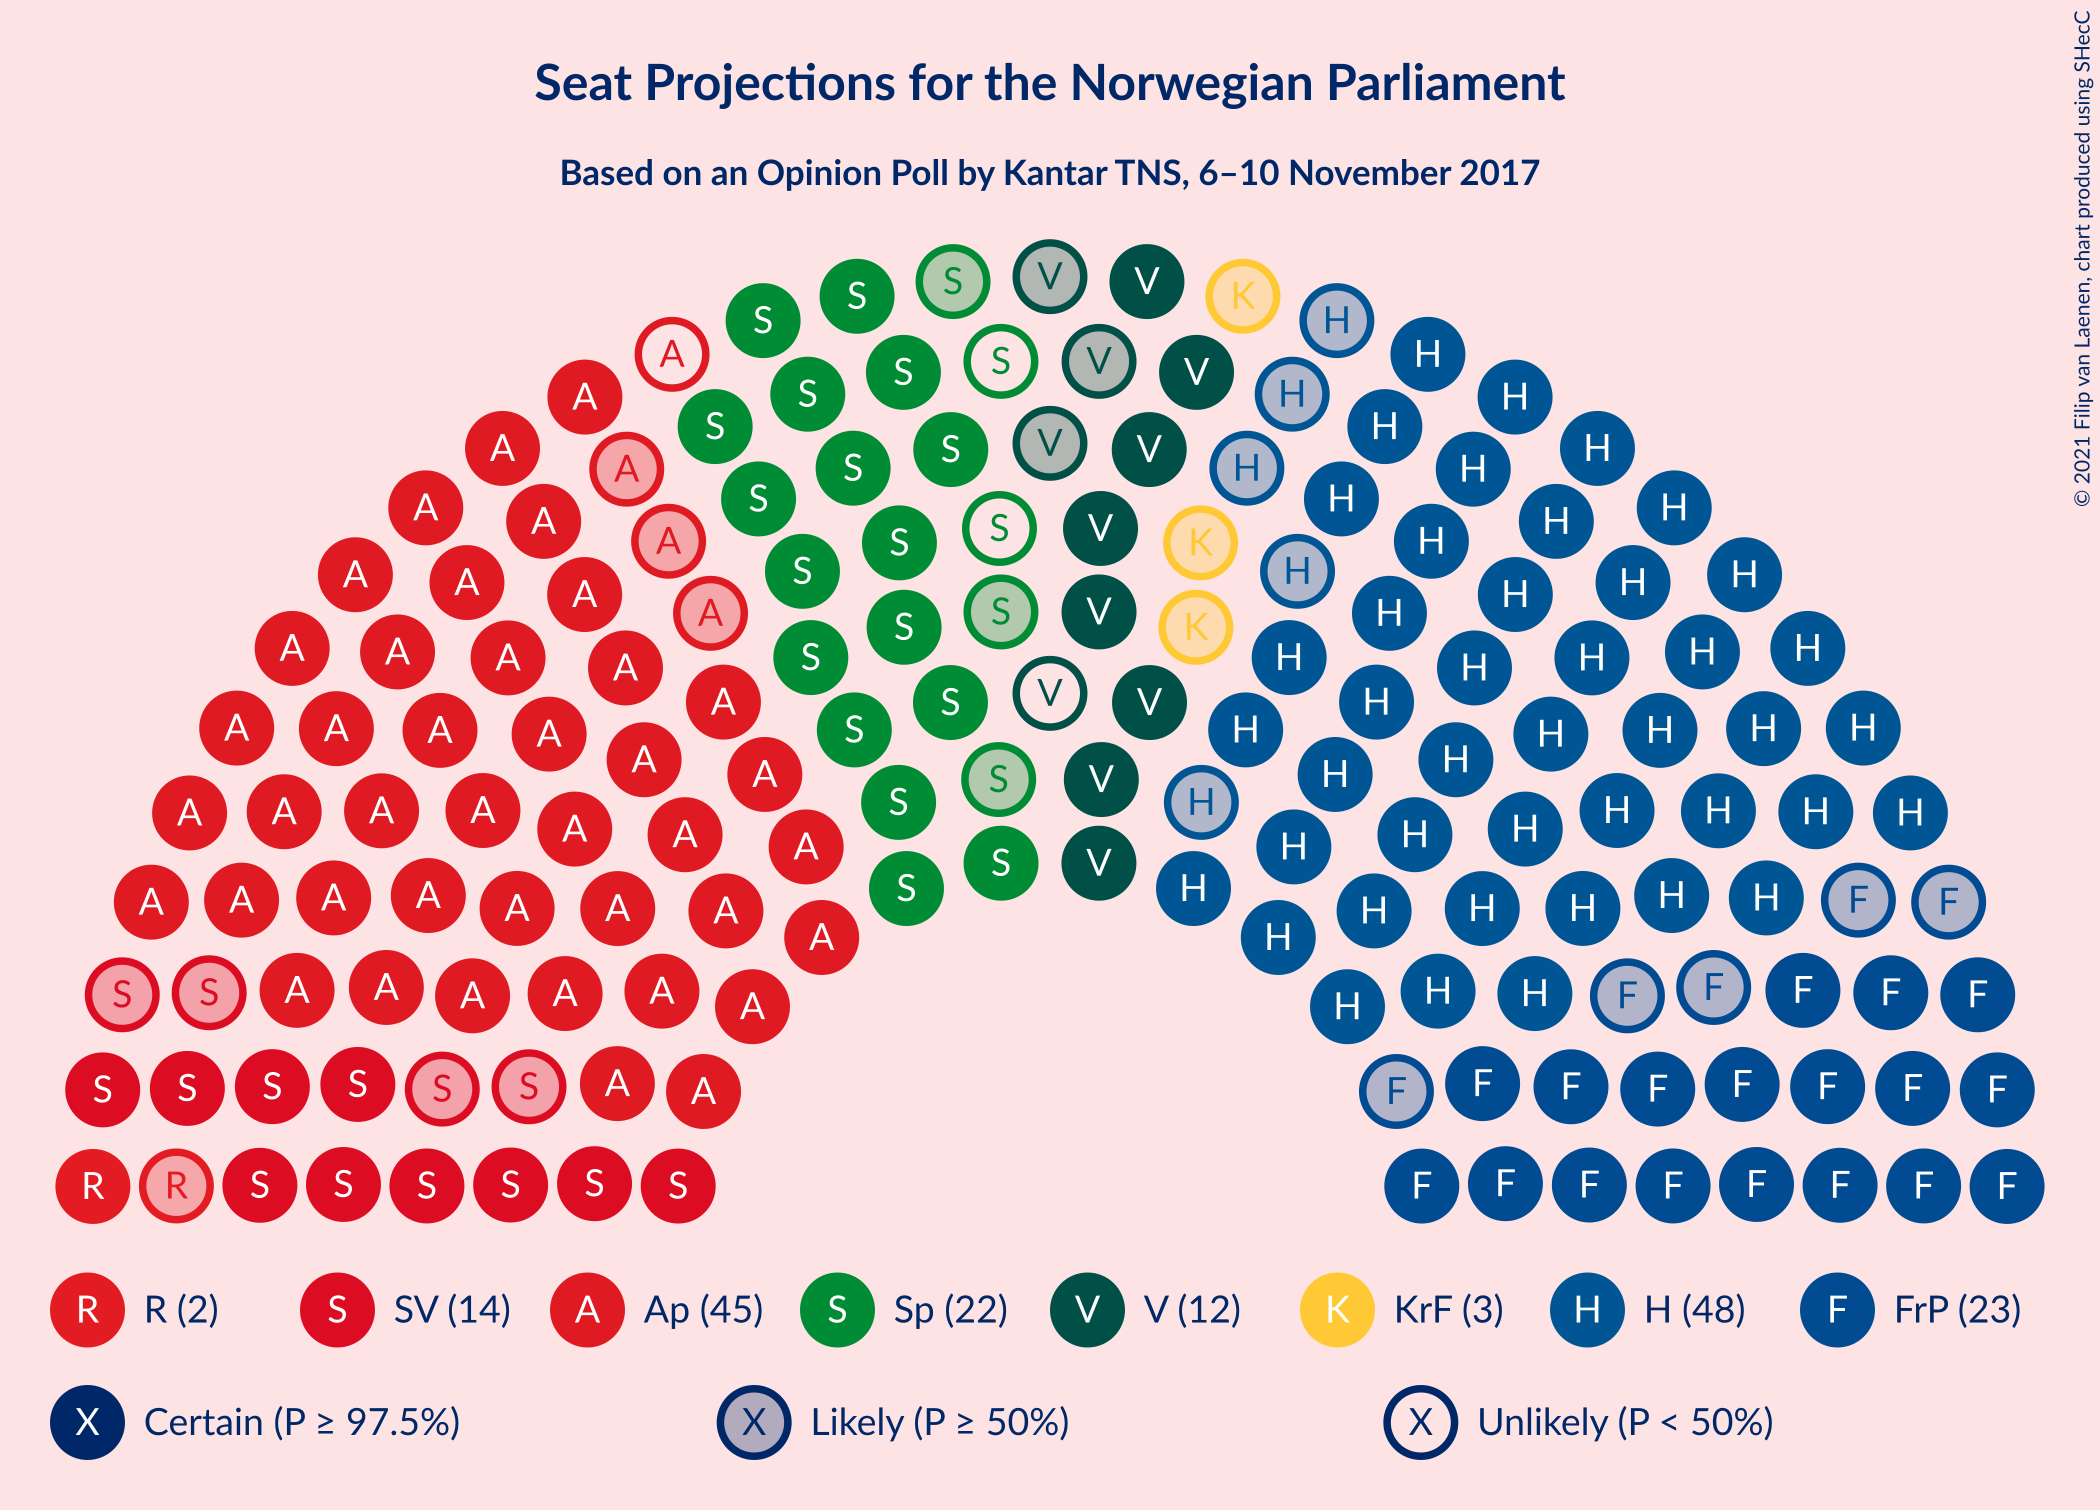 Seat Projections for the Norwegian Parliament
Based on an Opinion Poll by Kantar TNS, 6–10 November 2017
© 2021 Filip van Laenen, chart produced using SHecC
S S V V K
S H
A S S V V H
A S H H
A S S V V H H
A S H H
A S H H
A A S S V K H H
A A A S H H H H
A S S V K H
A A A A S H H H H H
A S V V H
A A A A A S H H H H H H
A S V H
A A A A A A A S H H H H H H H H
S V
A A A A A A A A S H H H H H H H F F
S S A A A A A A H H H F F F F F
S S S S S S A A F F F F F F F F
R R S S S S S S F F F F F F F F
R R (2) S SV (14) A Ap (45) S Sp (22) V V (12) K KrF (3) H H (48) F FrP (23)
X Certain (P ≥ 97.5%) X Likely (P ≥ 50%) X Unlikely (P < 50%)